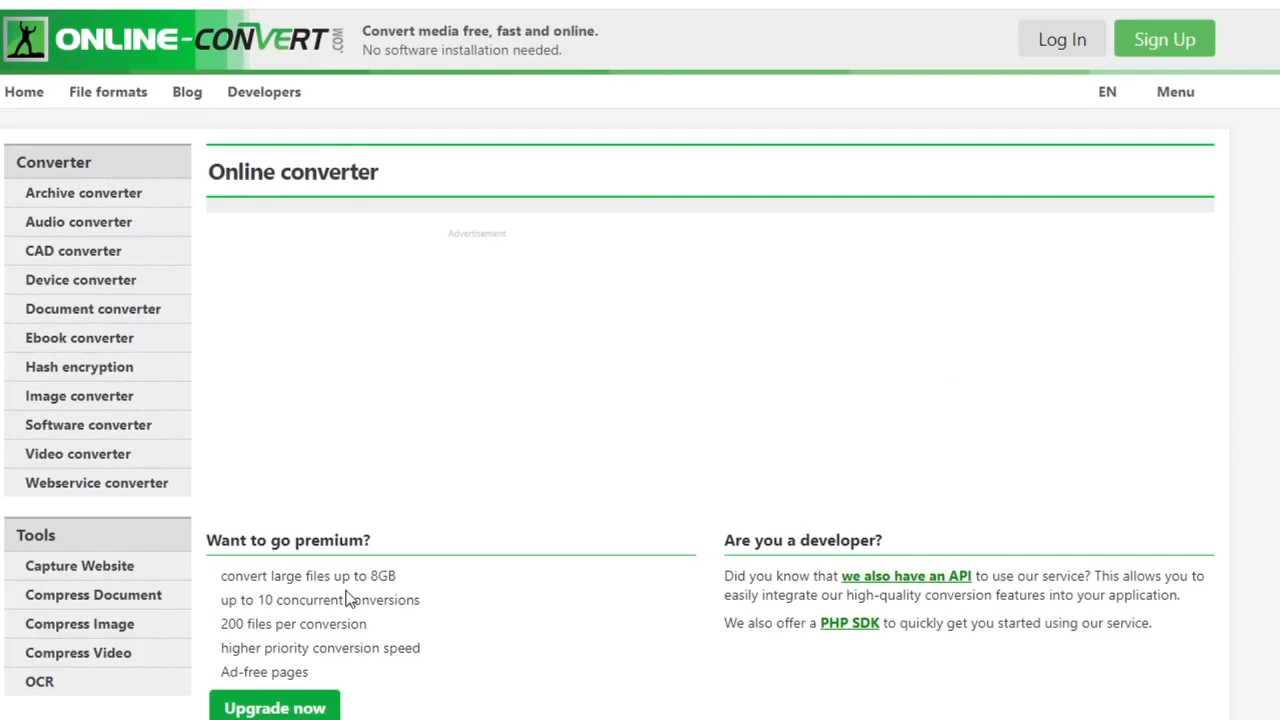 ONLINE-CONVERT.COM
Convert media free, fast and online.
No software installation needed.
Log In
Sign Up
Home
File formats
Blog
Developers
EN
Menu
Converter
Archive converter
Audio converter
CAD converter
Device converter
Document converter
Ebook converter
Hash encryption
Image converter
Software converter
Video converter
Webservice converter
Tools
Capture Website
Compress Document
Compress Image
Compress Video
OCR
Online converter
Advertisement
Want to go premium?
convert large files up to 8GB
up to 10 concurrent conversions
200 files per conversion
higher priority conversion speed
Ad-free pages
Upgrade now
Are you a developer?
Did you know that we also have an API to use our service? This allows you to
easily integrate our high-quality conversion features into your application.
We also offer a PHP SDK to quickly get you started using our service.